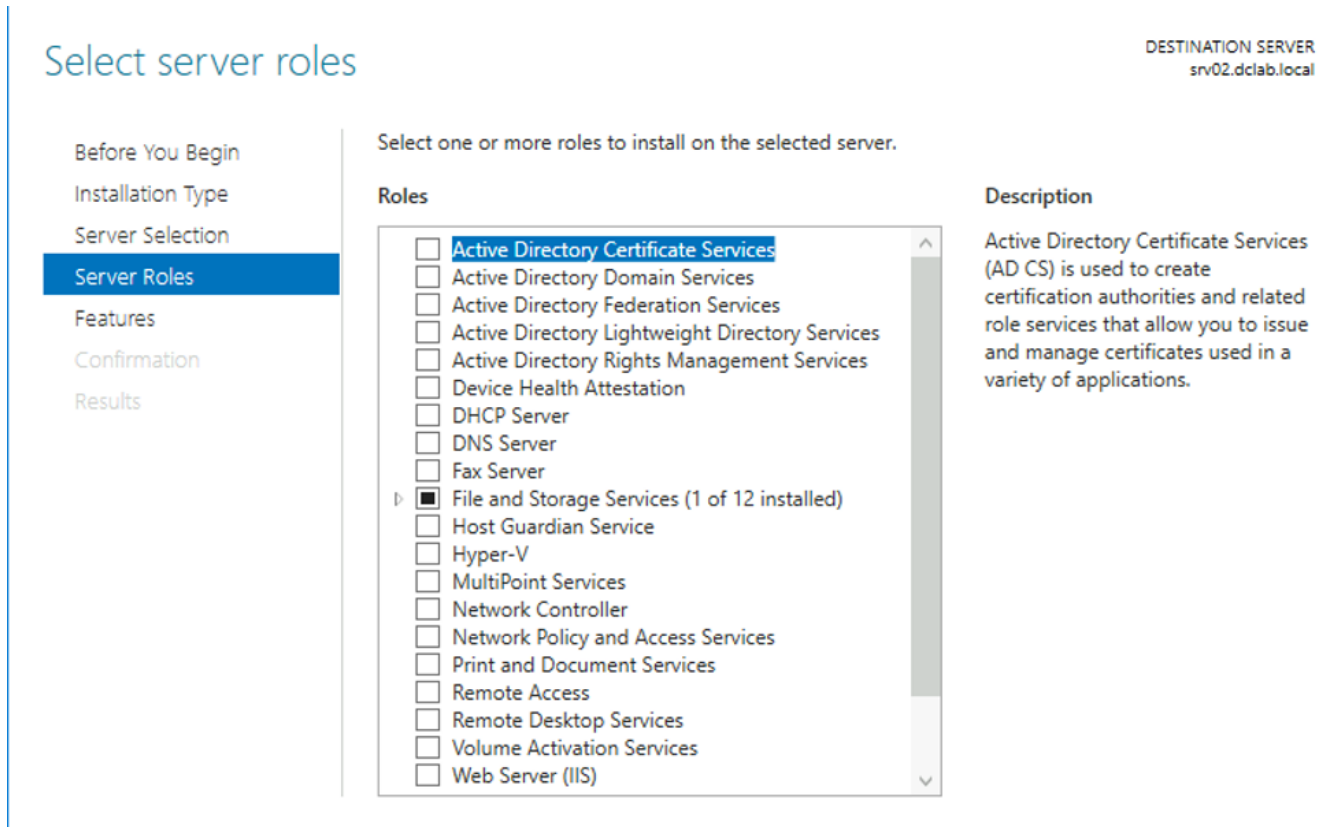 Select server roles
DESTINATION SERVER
srv02.dclab.local
Before You Begin
Installation Type
Server Selection
Server Roles
Features
Confirmation
Results
Select one or more roles to install on the selected server.
Roles
Active Directory Certificate Services
Active Directory Domain Services
Active Directory Federation Services
Active Directory Lightweight Directory Services
Active Directory Rights Management Services
Device Health Attestation
DHCP Server
DNS Server
Fax Server
File and Storage Services (1 of 12 installed)
Host Guardian Service
Hyper-V
MultiPoint Services
Network Controller
Network Policy and Access Services
Print and Document Services
Remote Access
Remote Desktop Services
Volume Activation Services
Web Server (IIS)
Description
Active Directory Certificate Services
(AD CS) is used to create
certification authorities and related
role services that allow you to issue
and manage certificates used in a
variety of applications.